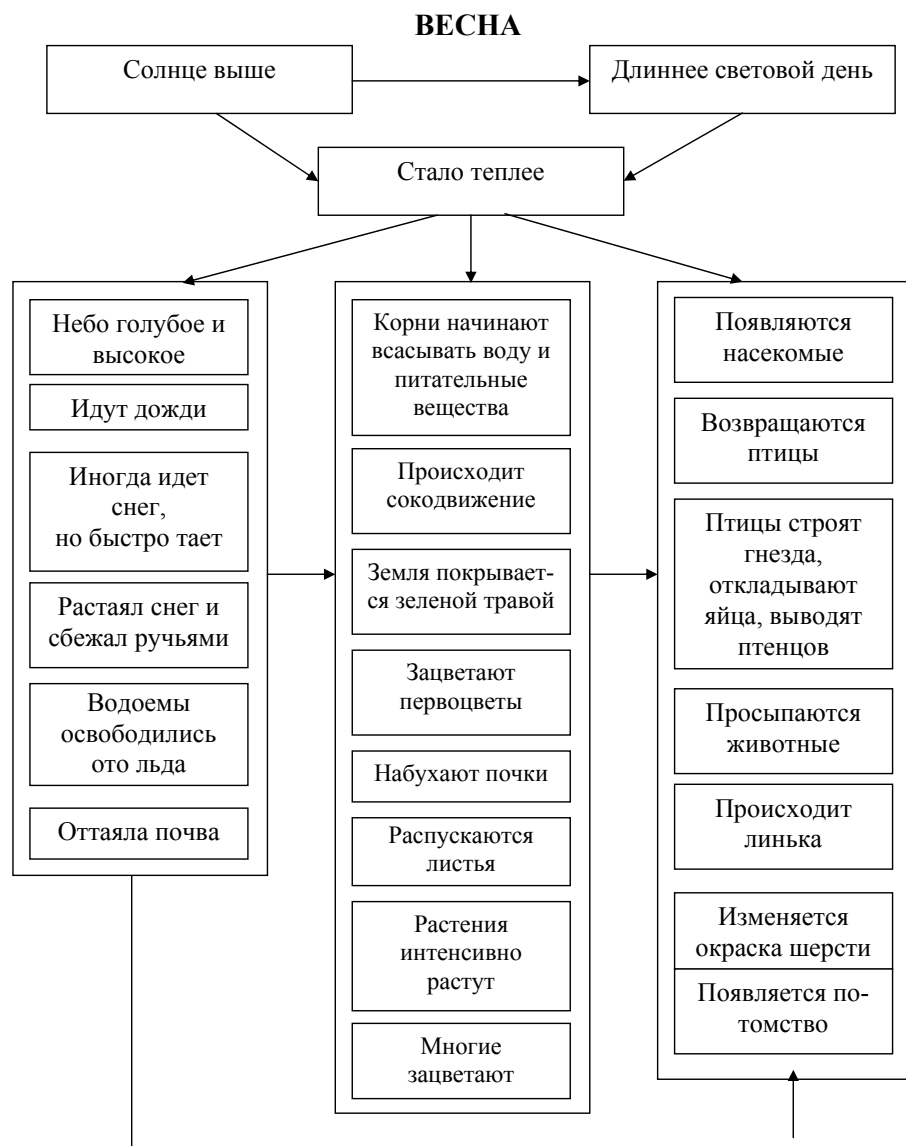 ВЕСНА
Солнце выше
Длиннее световой день
Стало теплее
Небо голубое и
высокое
Идут дожди
Иногда идет
снег,
но быстро тает
Растаял снег и
сбежал ручьями
Водоемы
освободились
ото льда
Оттаяла почва
Корни начинают
всасывать воду и
питательные
вещества
Происходит
сокодвижение
Земля покрывает-
ся зеленой травой
Зацветают
первоцветы
Набухают почки
Распускаются
листья
Растения
интенсивно
растут
Многие
зацветают
Появляются
насекомые
Возвращаются
птицы
Птицы строят
гнезда,
откладывают
яйца, выводят
птенцов
Просыпаются
животные
Происходит
линька
Изменяется
окраска шерсти
Появляется по-
томство